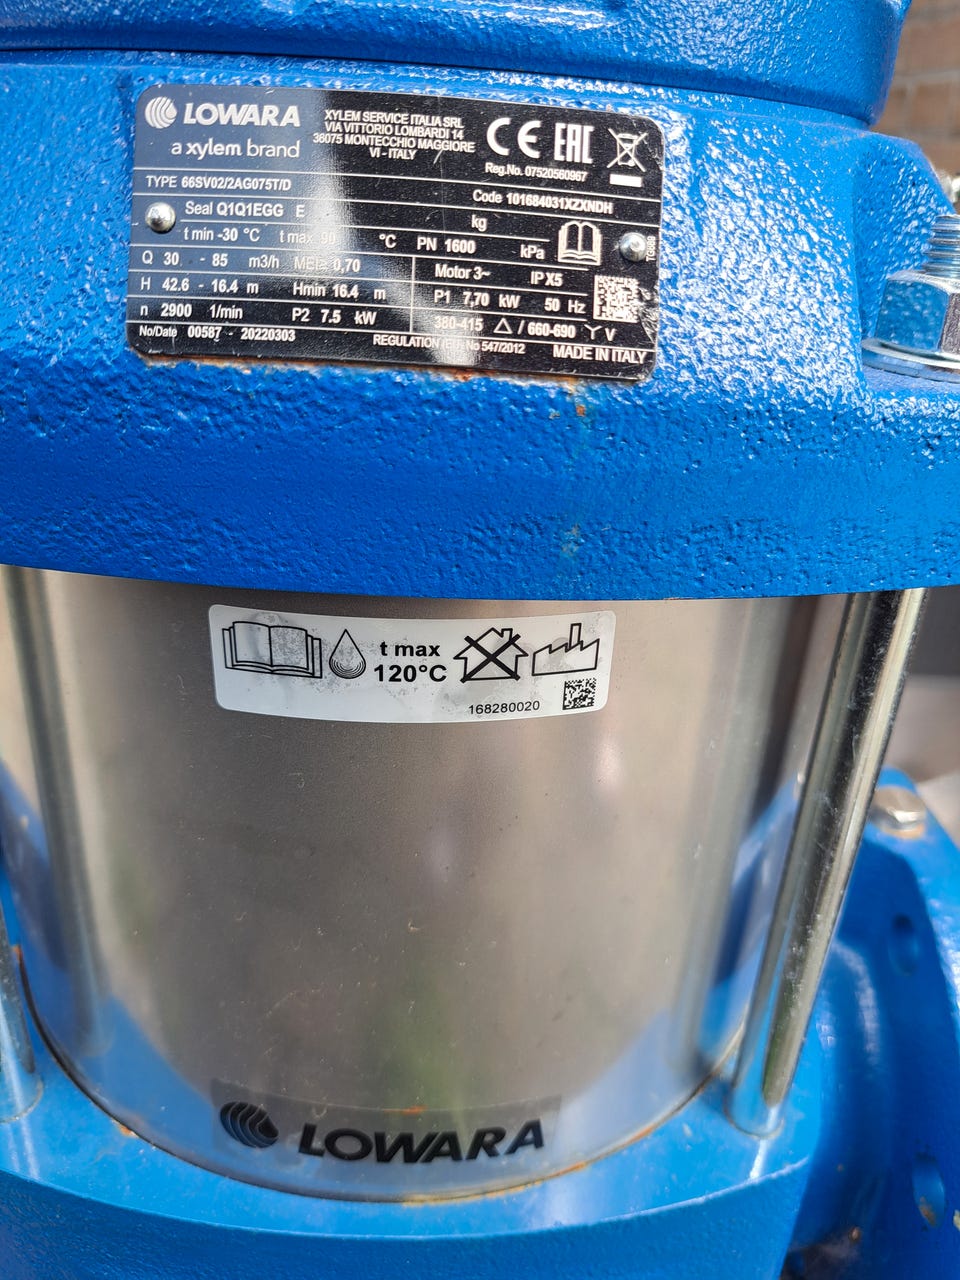 LOWARA
a xylem brand
XYLEM SERVICE ITALIA SRL
VIA VITTORIO LOMBARDI 14
36075 MONTECCHIO MAGGIORE
VI - ITALY
CE EAC
Reg.No. 07520560967
TYPE 66SV02/2AG075T/D
Code 101684031XZXNDH
Seal Q1Q1EGG E
kg
t min -30 °C t max 90 °C PN 1600 kPa
Q 30 - 85 m3/h MEI≥ 0,70
Motor 3~ IP X5
H 42.6 - 16.4 m Hmin 16.4 m
P1 7,70 kW 50 Hz
n 2900 1/min P2 7.5 kW
380-415 △ / 660-690 Y V
No/Date 00587 - 20220303
REGULATION (EU) No 547/2012 MADE IN ITALY
t max
120°C
168280020
LOWARA